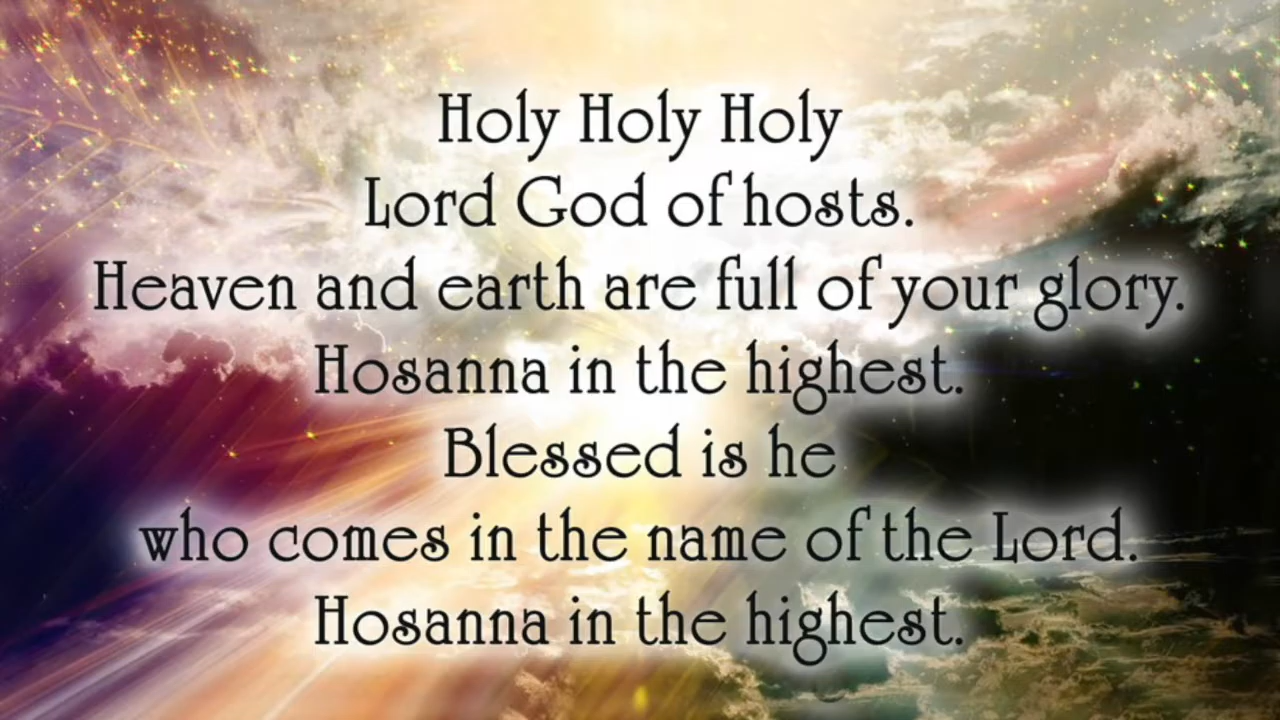 Holy Holy Holy
Lord God of hosts.
Heaven and earth are full of your glory.
Hosanna in the highest.
Blessed is he
who comes in the name of the Lord.
Hosanna in the highest.